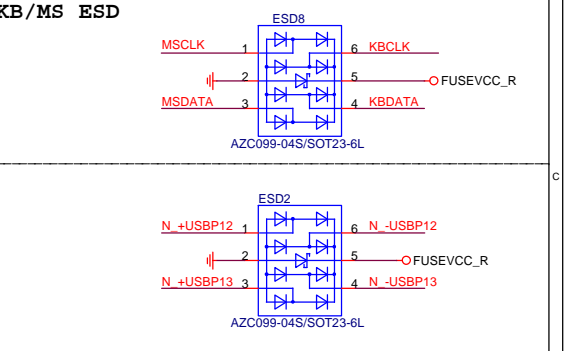 KB/MS ESD
ESD8
MSCLK 1 6 KBCLK
2 5 FUSEVCC_R
MSDATA 3 4 KBDATA
AZC099-04S/SOT23-6L
C
ESD2
N_+USBP12 1 6 N_-USBP12
2 5 FUSEVCC_R
N_+USBP13 3 4 N_-USBP13
AZC099-04S/SOT23-6L